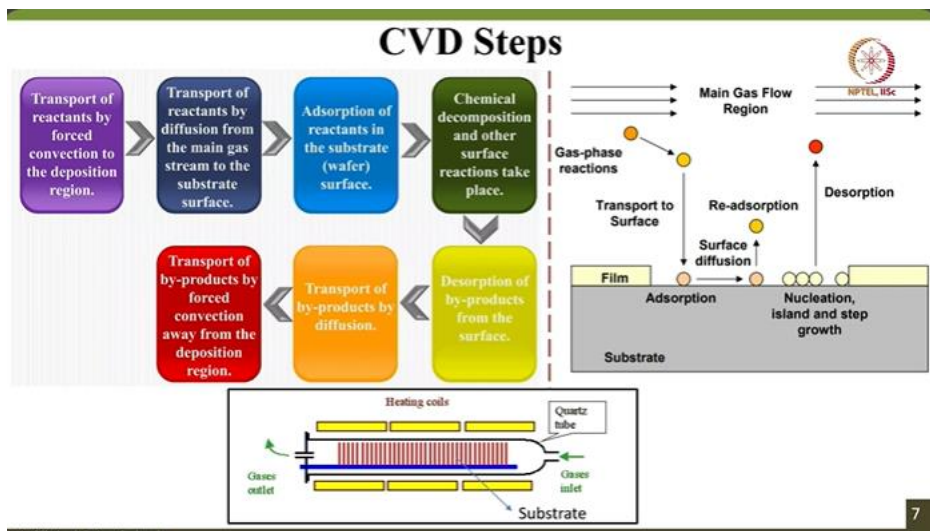 CVD Steps
NPTEL, IISc
Transport of
reactants by
forced
convection to
the deposition
region.
Transport of
reactants by
diffusion from
the main gas
stream to the
substrate
surface.
Adsorption of
reactants in
the substrate
(wafer)
surface.
Chemical
decomposition
and other
surface
reactions take
place.
Transport of
by-products by
forced
convection
away from the
deposition
region.
Transport of
by-products by
diffusion.
Desorption of
by-products
from the
surface.
Main Gas Flow
Region
Gas-phase
reactions
Transport to
Surface
Re-adsorption
Desorption
Surface
diffusion
Film
Adsorption
Nucleation,
island and step
growth
Substrate
Heating coils
Quartz
tube
Gases
outlet
Gases
inlet
Substrate
7